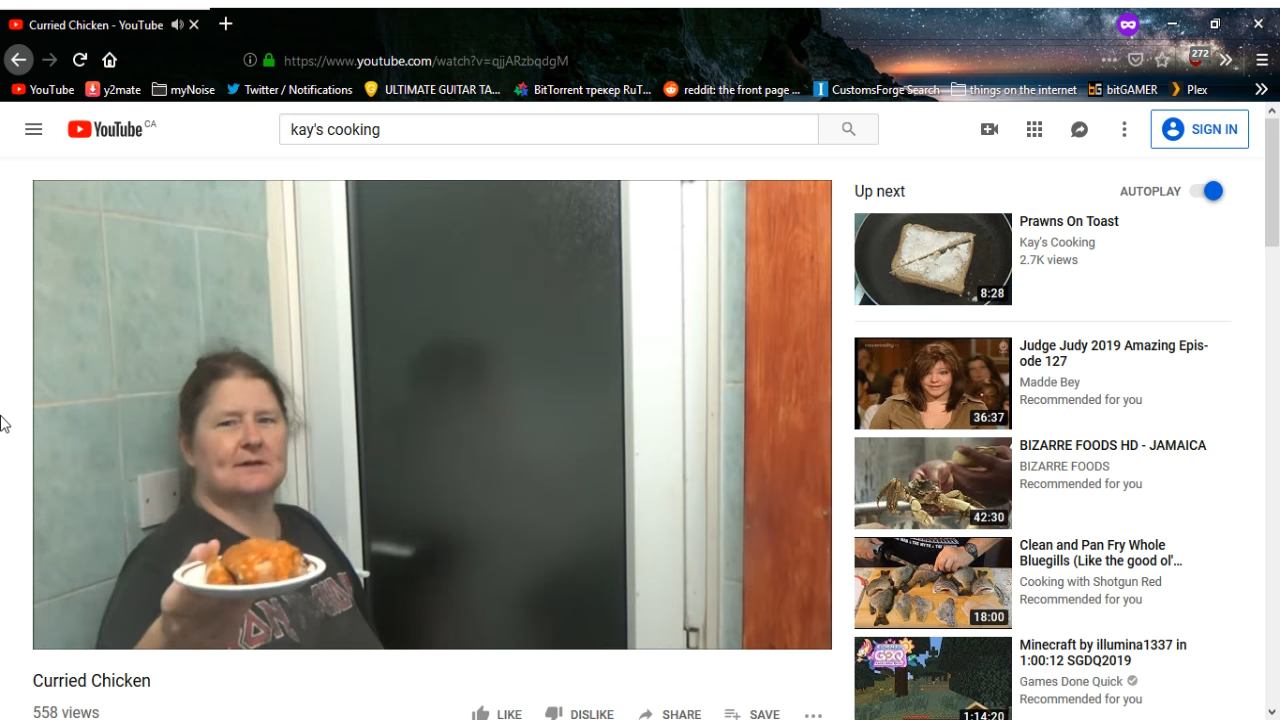 Curried Chicken - YouTube
https://www.youtube.com/watch?v=qjjARzbqdgM
272
YouTube y2mate myNoise Twitter / Notifications ULTIMATE GUITAR TA... BitTorrent трекер RuT... reddit: the front page ... CustomsForge Search things on the internet bitGAMER Plex
YouTube CA
kay's cooking
SIGN IN
Up next
AUTOPLAY
Prawns On Toast
Kay's Cooking
2.7K views
8:28
Judge Judy 2019 Amazing Epis-
ode 127
Madde Bey
Recommended for you
36:37
BIZARRE FOODS HD - JAMAICA
BIZARRE FOODS
Recommended for you
42:30
Clean and Pan Fry Whole
Bluegills (Like the good ol'...
Cooking with Shotgun Red
Recommended for you
18:00
Minecraft by illumina1337 in
1:00:12 SGDQ2019
Games Done Quick
Recommended for you
1:14:20
Curried Chicken
558 views
LIKE DISLIKE SHARE SAVE